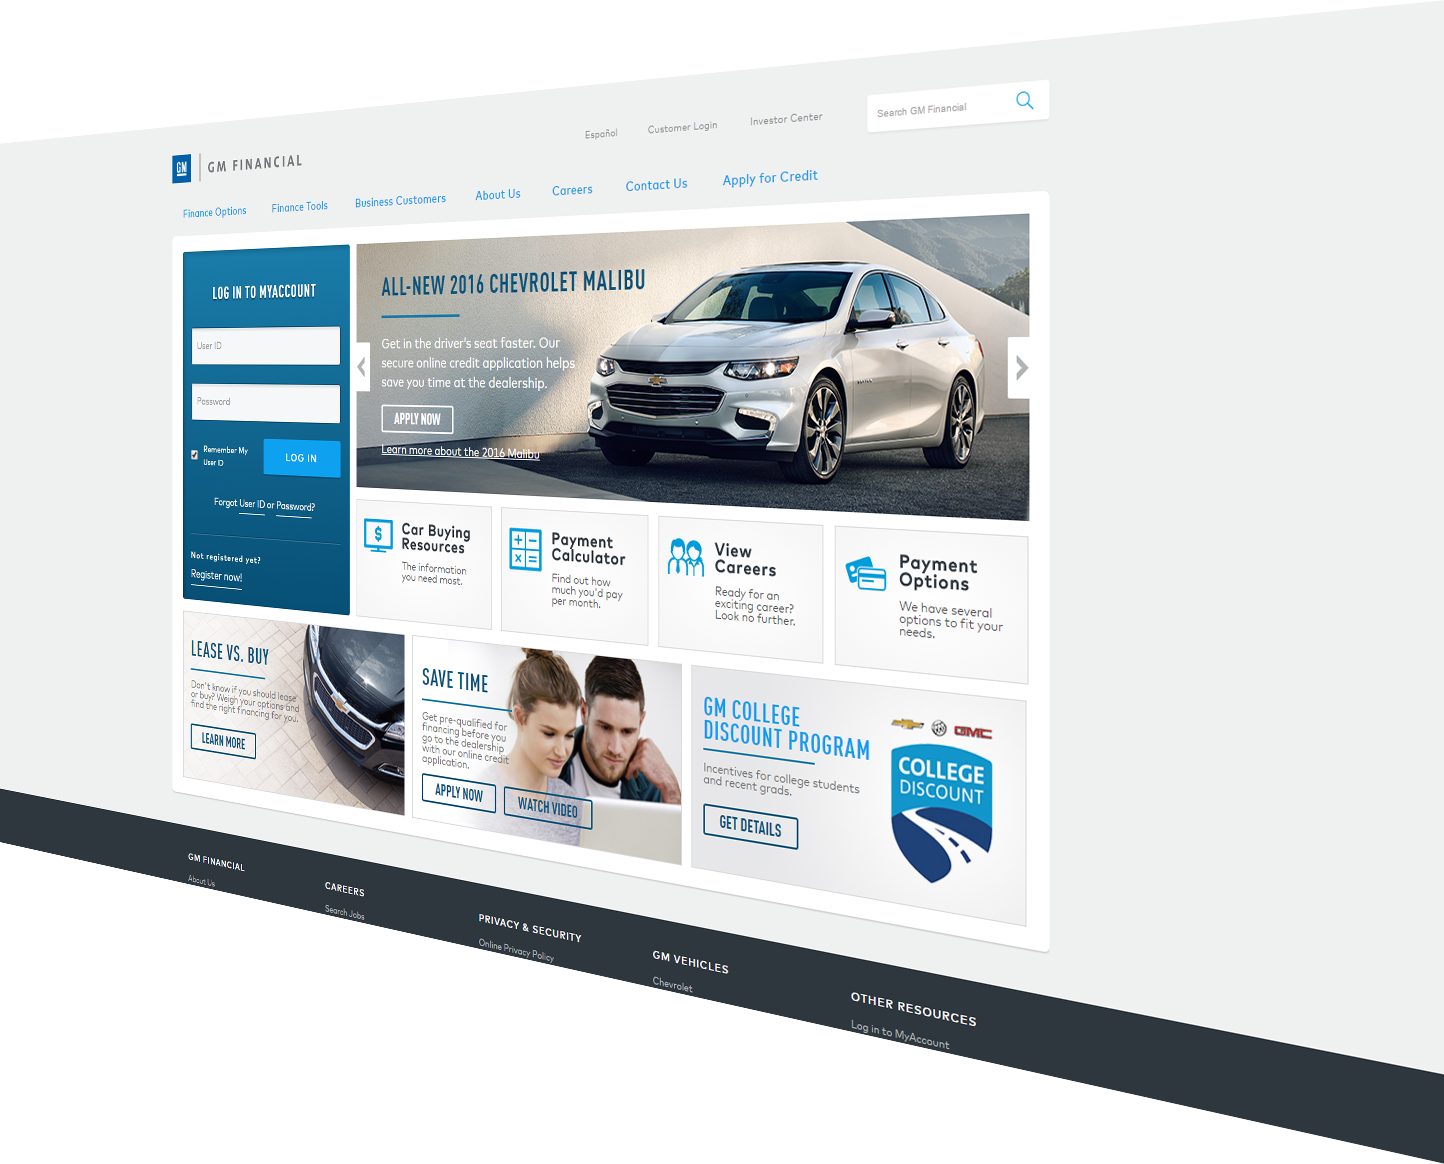 Español
Customer Login
Investor Center
Search GM Financial
GM
GM FINANCIAL
Finance Options
Finance Tools
Business Customers
About Us
Careers
Contact Us
Apply for Credit
LOG IN TO MYACCOUNT
User ID
Password
Remember My
User ID
LOG IN
Forgot User ID or Password?
Not registered yet?
Register now!
ALL-NEW 2016 CHEVROLET MALIBU
Get in the driver's seat faster. Our
secure online credit application helps
save you time at the dealership.
APPLY NOW
Learn more about the 2016 Malibu
Car Buying
Resources
The information
you need most.
Payment
Calculator
Find out how
much you'd pay
per month.
View
Careers
Ready for an
exciting career?
Look no further.
Payment
Options
We have several
options to fit your
needs.
LEASE VS. BUY
Don't know if you should lease
or buy? Weigh your options and
find the right financing for you.
LEARN MORE
SAVE TIME
Get pre-qualified for
financing before you
go to the dealership
with our online credit
application.
APPLY NOW
WATCH VIDEO
GM COLLEGE
DISCOUNT PROGRAM
Incentives for college students
and recent grads.
GET DETAILS
GMC
COLLEGE
DISCOUNT
GM FINANCIAL
About Us
CAREERS
Search Jobs
PRIVACY & SECURITY
Online Privacy Policy
GM VEHICLES
Chevrolet
OTHER RESOURCES
Log in to MyAccount